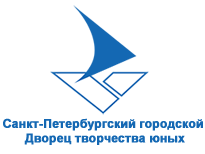 Санкт-Петербургский городской
Дворец творчества юных